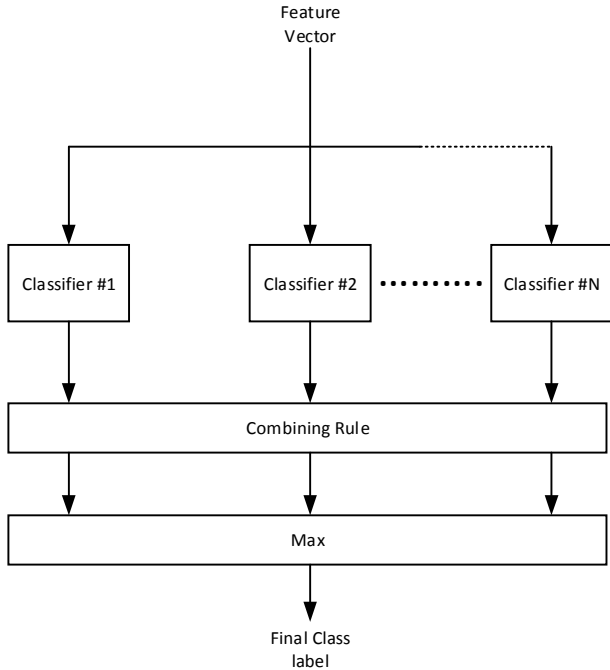 Feature
Vector
Classifier #1
Classifier #2
Classifier #N
Combining Rule
Max
Final Class
label